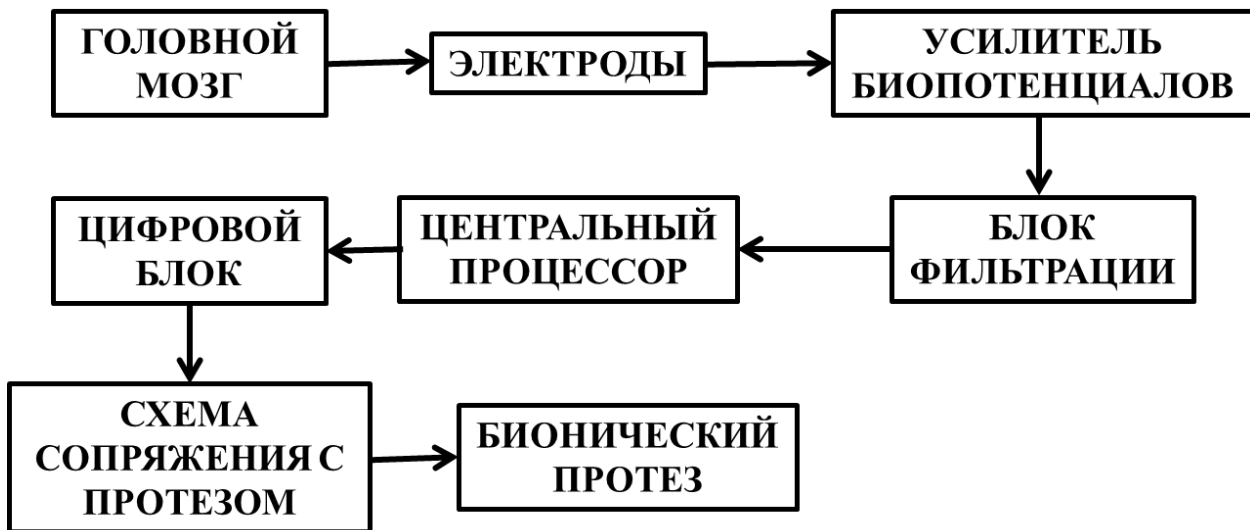 ГОЛОВНОЙ
МОЗГ
ЭЛЕКТРОДЫ
УСИЛИТЕЛЬ
БИОПОТЕНЦИАЛОВ
БЛОК
ФИЛЬТРАЦИИ
ЦЕНТРАЛЬНЫЙ
ПРОЦЕССОР
ЦИФРОВОЙ
БЛОК
СХЕМА
СОПРЯЖЕНИЯ С
ПРОТЕЗОМ
БИОНИЧЕСКИЙ
ПРОТЕЗ